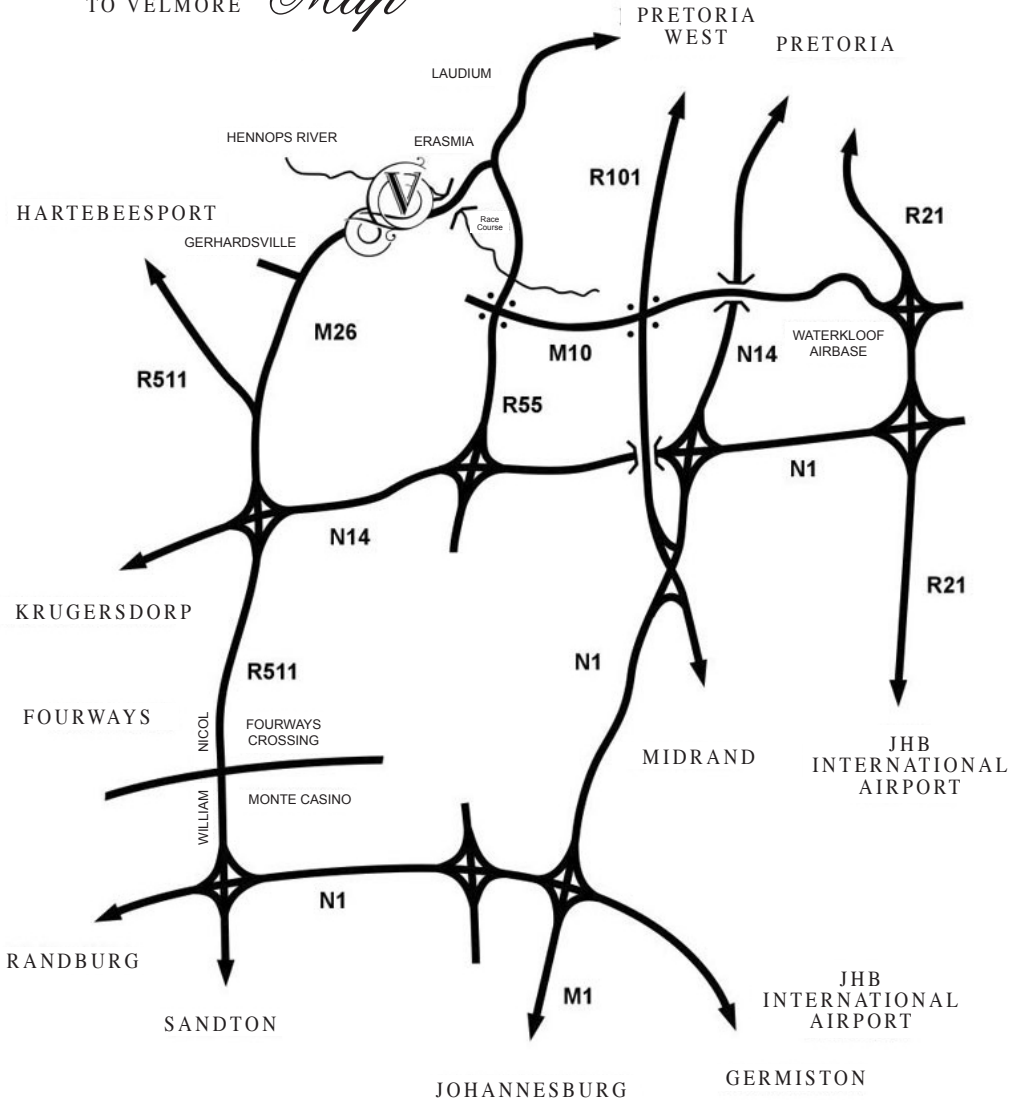 TO VELMORE Map
PRETORIA
WEST
PRETORIA
LAUDIUM
HENNOPS RIVER
ERASMIA
R101
V
HARTEBEESPORT
Race
Course
R21
GERHARDSVILLE
M26
M10
N14
WATERKLOOF
AIRBASE
R511
R55
N1
N14
R21
KRUGERSDORP
N1
R511
FOURWAYS
WILLIAM NICOL
FOURWAYS
CROSSING
MIDRAND
JHB
INTERNATIONAL
AIRPORT
MONTE CASINO
N1
RANDBURG
M1
JHB
INTERNATIONAL
AIRPORT
SANDTON
GERMISTON
JOHANNESBURG